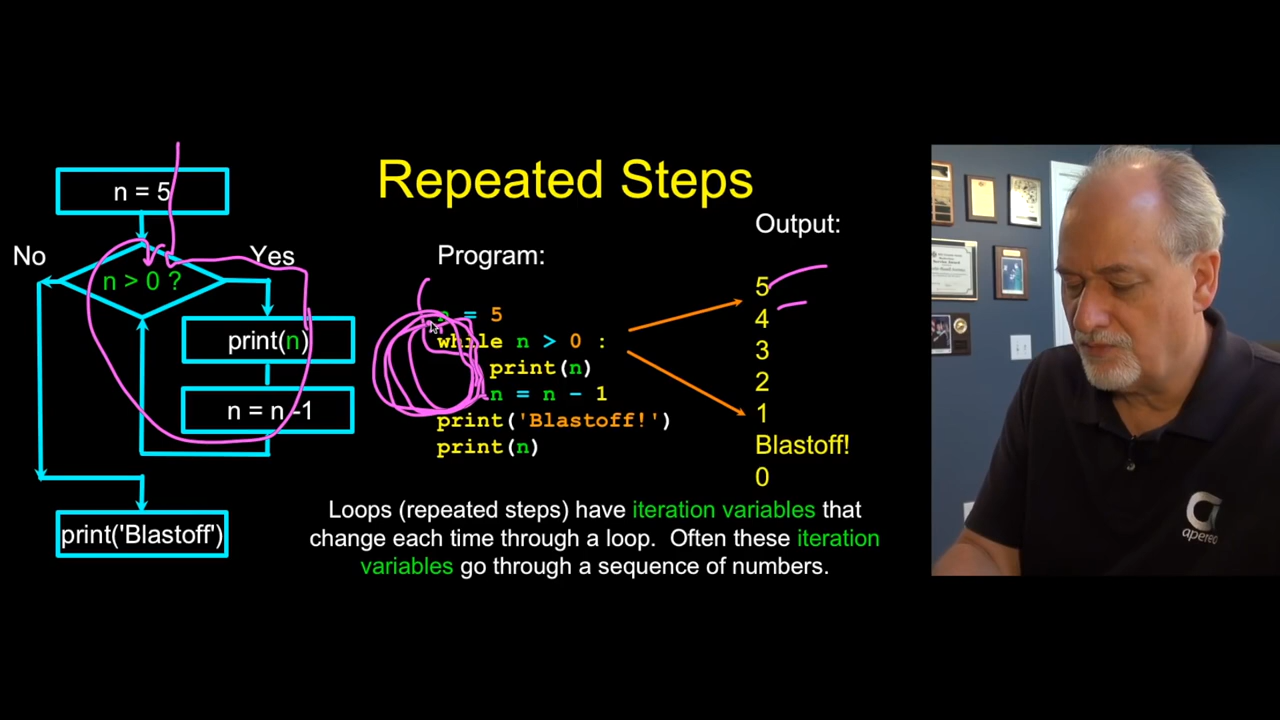 Repeated Steps
n = 5
No
Yes
n > 0 ?
print(n)
n = n -1
print('Blastoff')
Program:
n = 5
while n > 0 :
print(n)
n = n - 1
print('Blastoff!')
print(n)
Output:
5
4
3
2
1
Blastoff!
0
Loops (repeated steps) have iteration variables that
change each time through a loop. Often these iteration
variables go through a sequence of numbers.
apereo